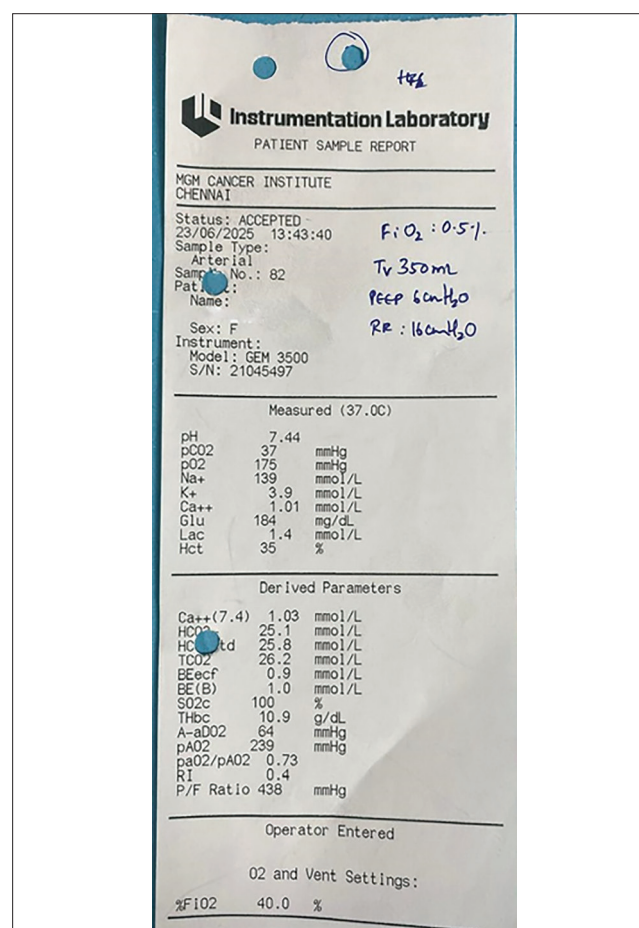 Instrumentation Laboratory
PATIENT SAMPLE REPORT
MGM CANCER INSTITUTE
CHENNAI
Status: ACCEPTED
23/06/2025 13:43:40
Sample Type:
Arterial
No.: 82
Name:
Sex: F
Instrument:
Model: GEM 3500
S/N: 21045497
FiO2 : 0.5%.
TV 350mL
PEEP 6cmH2O
RR : 16cmH2O
Measured (37.0C)
pH 7.44
pCO2 37 mmHg
pO2 175 mmHg
Na+ 139 mmol/L
K+ 3.9 mmol/L
Ca++ 1.01 mmol/L
Glu 184 mg/dL
Lac 1.4 mmol/L
Hct 35 %
Derived Parameters
Ca++(7.4) 1.03 mmol/L
25.1 mmol/L
25.8 mmol/L
TCO2 26.2 mmol/L
BEecf 0.9 mmol/L
BE(B) 1.0 mmol/L
SO2c 100 %
THbc 10.9 g/dL
A-aDO2 64 mmHg
pAO2 239 mmHg
paO2/pAO2 0.73
RI 0.4
P/F Ratio 438 mmHg
Operator Entered
O2 and Vent Settings:
%FIO2 40.0 %